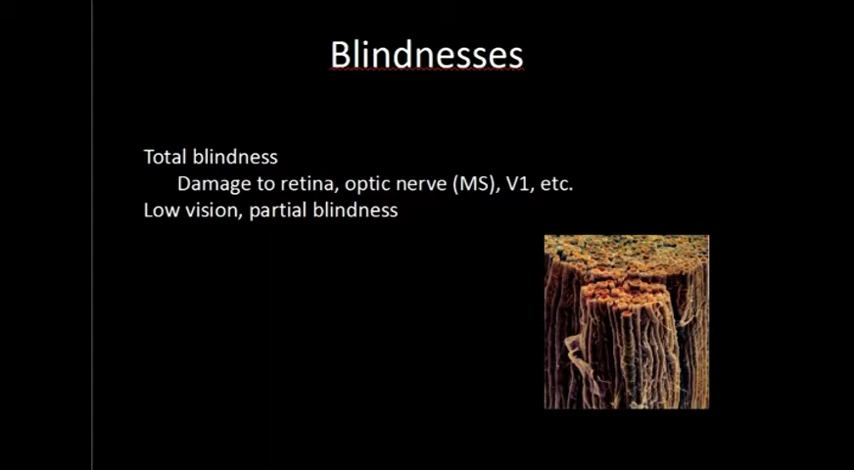 Blindnesses
Total blindness
Damage to retina, optic nerve (MS), V1, etc.
Low vision, partial blindness